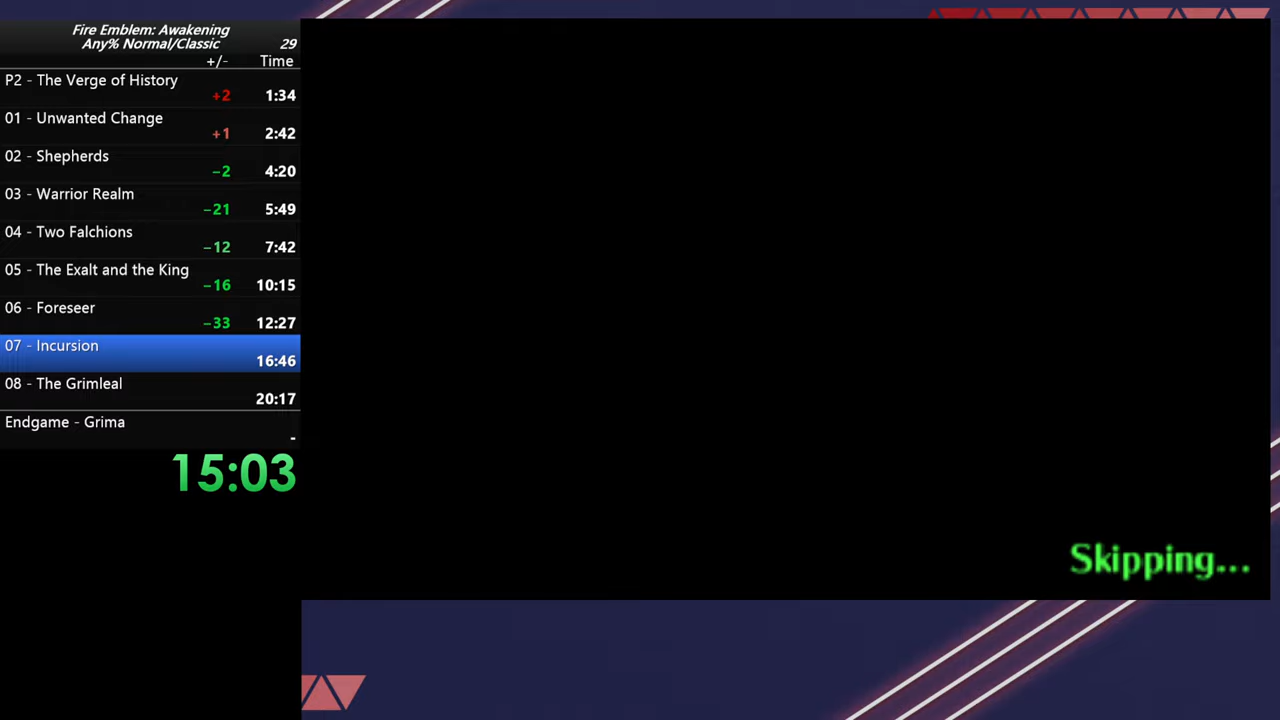 Fire Emblem: Awakening
Any% Normal/Classic 29
+/- Time
P2 - The Verge of History
+2 1:34
01 - Unwanted Change
+1 2:42
02 - Shepherds
−2 4:20
03 - Warrior Realm
−21 5:49
04 - Two Falchions
−12 7:42
05 - The Exalt and the King
−16 10:15
06 - Foreseer
−33 12:27
07 - Incursion
16:46
08 - The Grimleal
20:17
Endgame - Grima
-
15:03
Skipping...